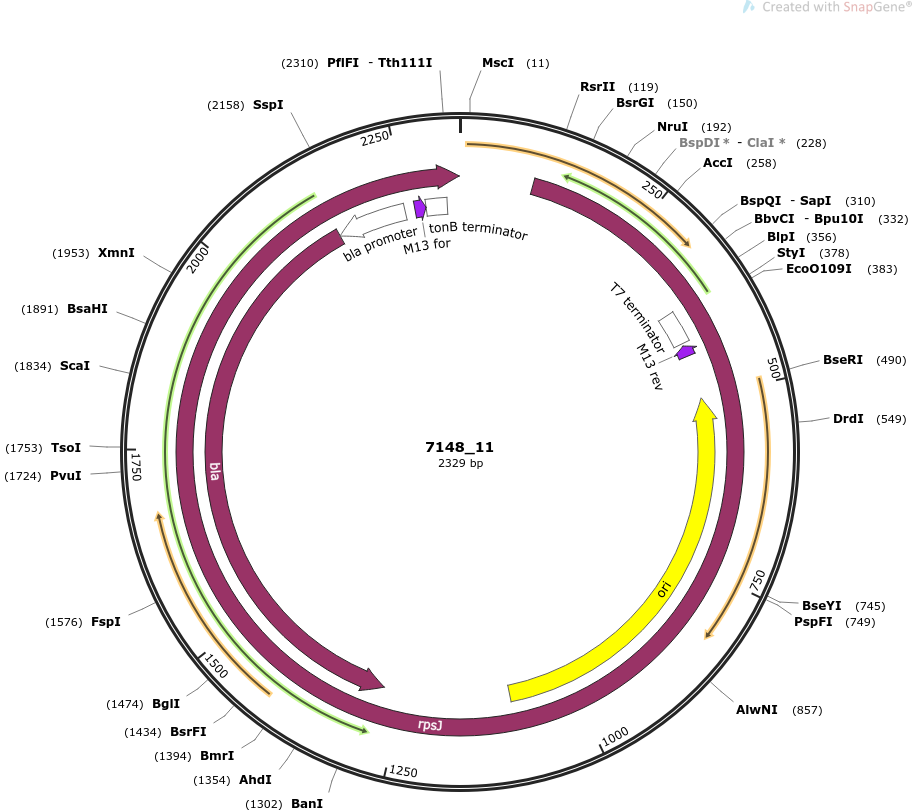 Created with SnapGene®
(2310) PflFI - Tth111I
MscI (11)
RsrII (119)
(2158) SspI
BsrGI (150)
NruI (192)
2250
BspDI * - ClaI * (228)
AccI (258)
250
BspQI - SapI (310)
BbvCI - Bpu10I (332)
tonB terminator
BlpI (356)
bla promoter
M13 for
(1953) XmnI
StyI (378)
2000
EcoO109I (383)
T7 terminator
(1891) BsaHI
M13 rev
(1834) ScaI
BseRI (490)
500
DrdI (549)
(1753) TsoI
7148_11
2329 bp
1750
bla
(1724) PvuI
750
ori
BseYI (745)
PspFI (749)
(1576) FspI
1500
(1474) BglI
AlwNI (857)
rpsJ
(1434) BsrFI
1000
(1394) BmrI
1250
(1354) AhdI
(1302) BanI